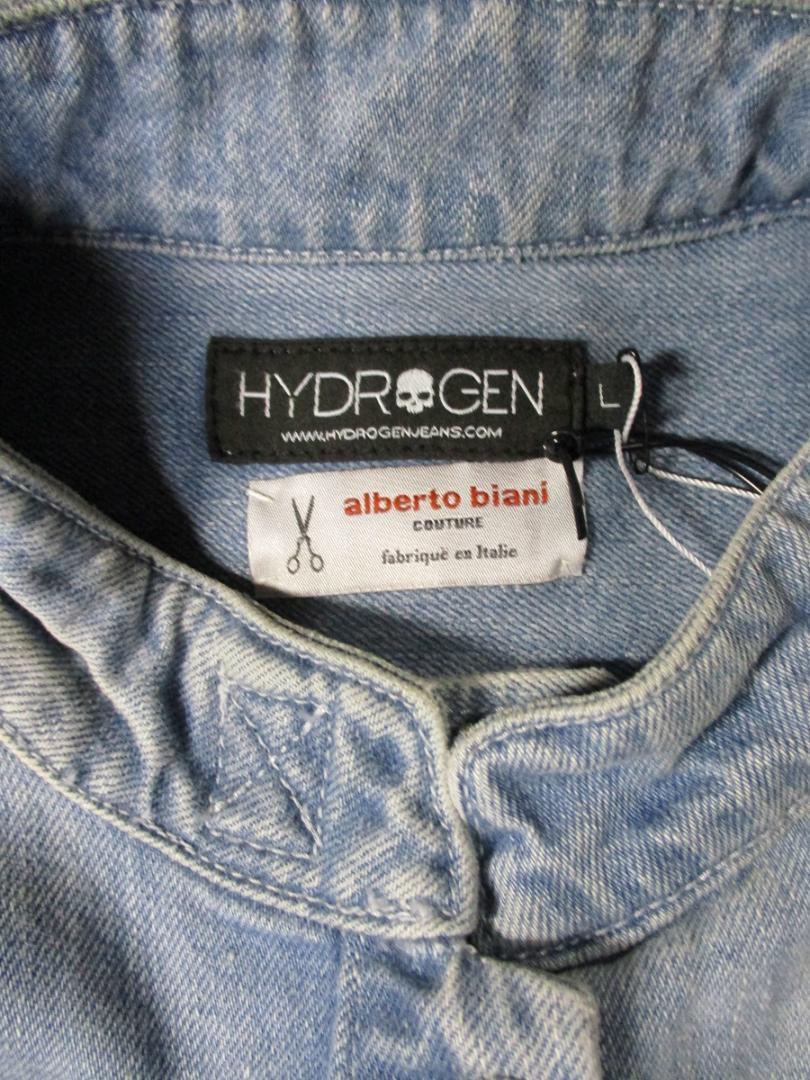 HYDROGEN
L
WWW.HYDROGENJEANS.COM
alberto biani
COUTURE
fabriqué en Italie